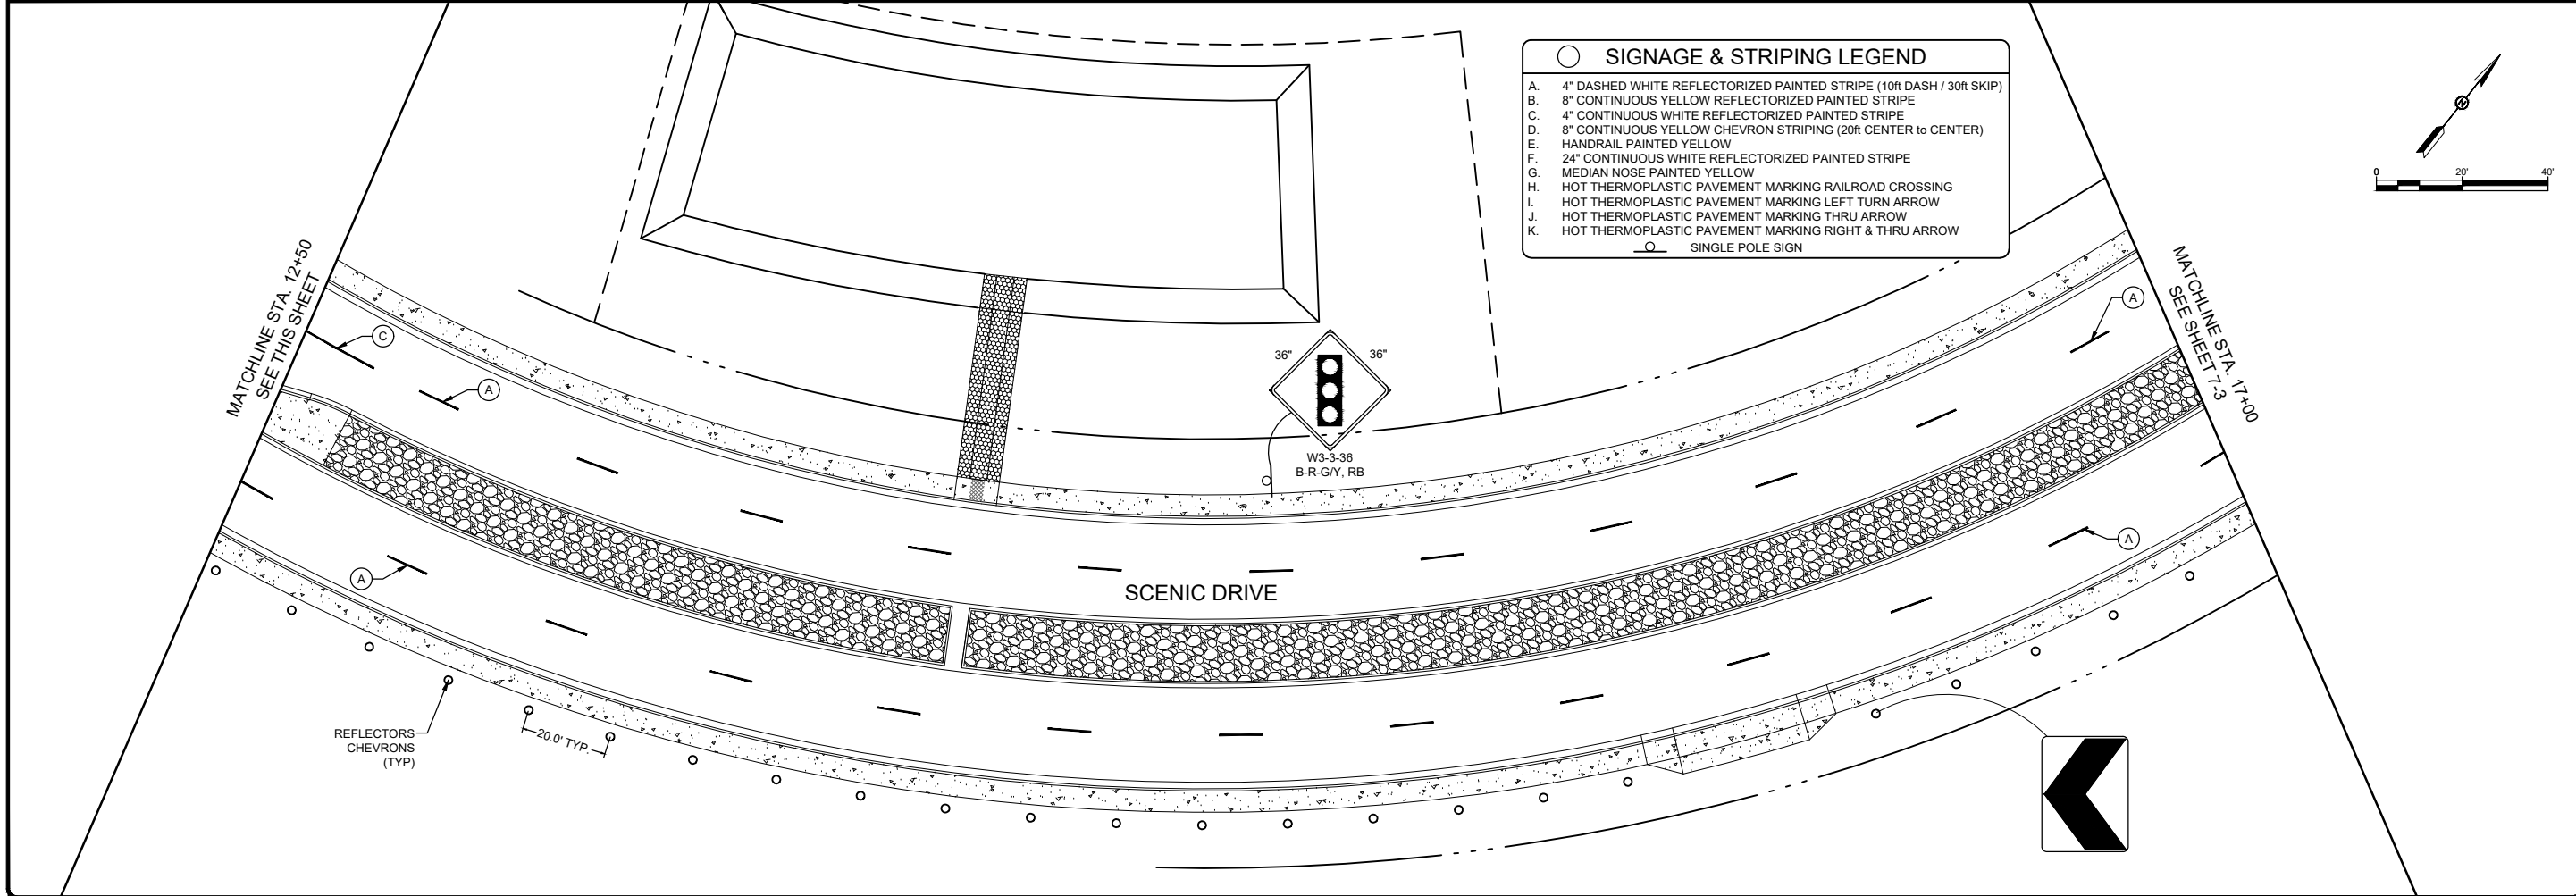 SIGNAGE & STRIPING LEGEND
A. 4" DASHED WHITE REFLECTORIZED PAINTED STRIPE (10ft DASH / 30ft SKIP)
B. 8" CONTINUOUS YELLOW REFLECTORIZED PAINTED STRIPE
C. 4" CONTINUOUS WHITE REFLECTORIZED PAINTED STRIPE
D. 8" CONTINUOUS YELLOW CHEVRON STRIPING (20ft CENTER to CENTER)
E. HANDRAIL PAINTED YELLOW
F. 24" CONTINUOUS WHITE REFLECTORIZED PAINTED STRIPE
G. MEDIAN NOSE PAINTED YELLOW
H. HOT THERMOPLASTIC PAVEMENT MARKING RAILROAD CROSSING
I. HOT THERMOPLASTIC PAVEMENT MARKING LEFT TURN ARROW
J. HOT THERMOPLASTIC PAVEMENT MARKING THRU ARROW
K. HOT THERMOPLASTIC PAVEMENT MARKING RIGHT & THRU ARROW
SINGLE POLE SIGN
N
0 20' 40'
MATCHLINE STA. 12+50
SEE THIS SHEET
MATCHLINE STA. 17+00
SEE SHEET 7-3
C
A
A
36" 36"
W3-3-36
B-R-G/Y, RB
A
A
SCENIC DRIVE
REFLECTORS
CHEVRONS
(TYP)
20.0' TYP.